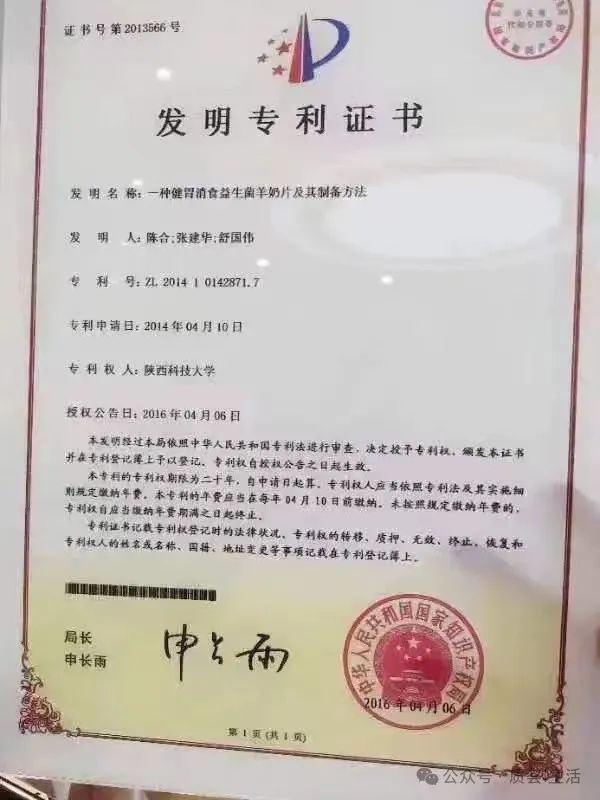 证书号第2013566号
发明专利证书
发 明 名 称：一种健胃消食益生菌羊奶片及其制备方法
发 明 人：陈合;张建华;舒国伟
专 利 号：ZL 2014 1 0142871.7
专利申请日：2014年04月10日
专 利 权 人：陕西科技大学
授权公告日：2016年04月06日
本发明经过本局依照中华人民共和国专利法进行审查，决定授予专利权，颁发本证书
并在专利登记簿上予以登记。专利权自授权公告之日起生效。
本专利的专利权期限为二十年，自申请日起算。专利权人应当依照专利法及其实施细
则规定缴纳年费。本专利的年费应当在每年04月10日前缴纳。未按照规定缴纳年费的，
专利权自应当缴纳年费期满之日起终止。
专利证书记载专利权登记时的法律状况。专利权的转移、质押、无效、终止、恢复和
专利权人的姓名或名称、国籍、地址变更等事项记载在专利登记簿上。
局长
申长雨
申长雨
中华人民共和国国家知识产权局
2016年04月06日
第1页（共1页）
公众号·质尝生活